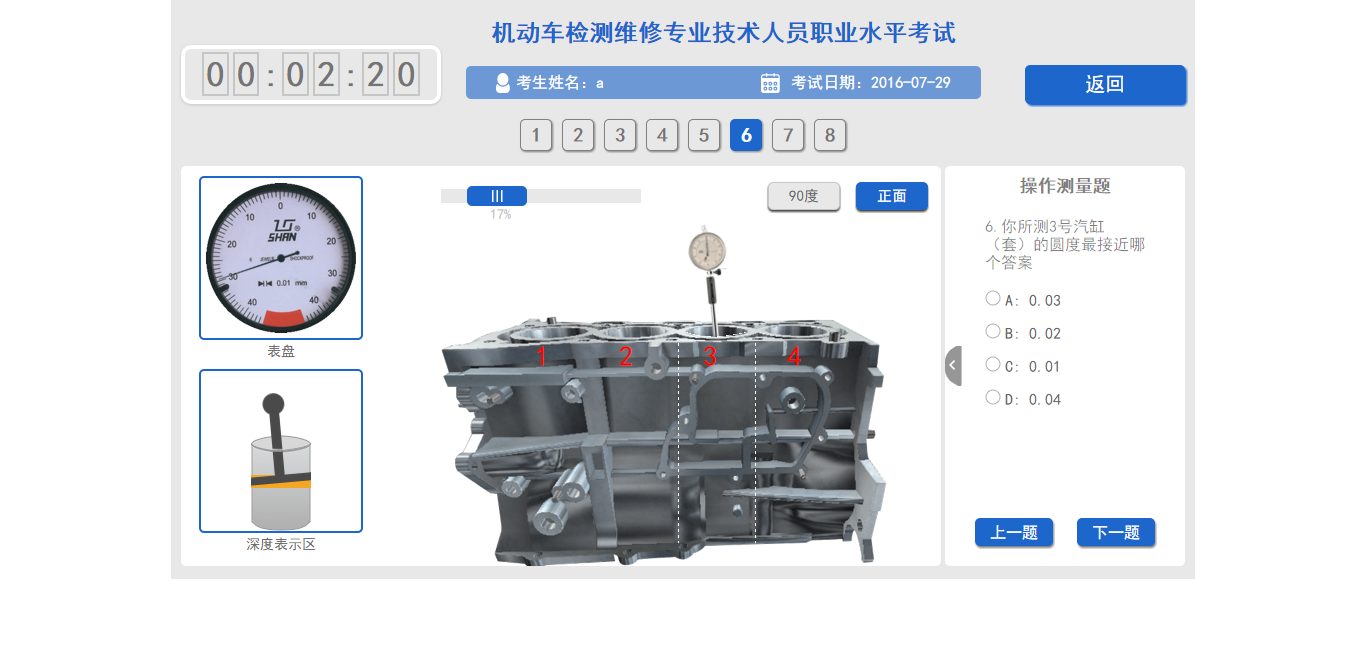 机动车检测维修专业技术人员职业水平考试
00:02:20
考生姓名: a
考试日期: 2016-07-29
返回
1 2 3 4 5 6 7 8
0
10 10
20 20
30 30
40 40
SHAN
SHOCKPROOF
0.01 mm
表盘
深度表示区
17%
90度
正面
1 2 3 4
操作测量题
6. 你所测3号汽缸
（套）的圆度最接近哪
个答案
A: 0.03
B: 0.02
C: 0.01
D: 0.04
上一题
下一题